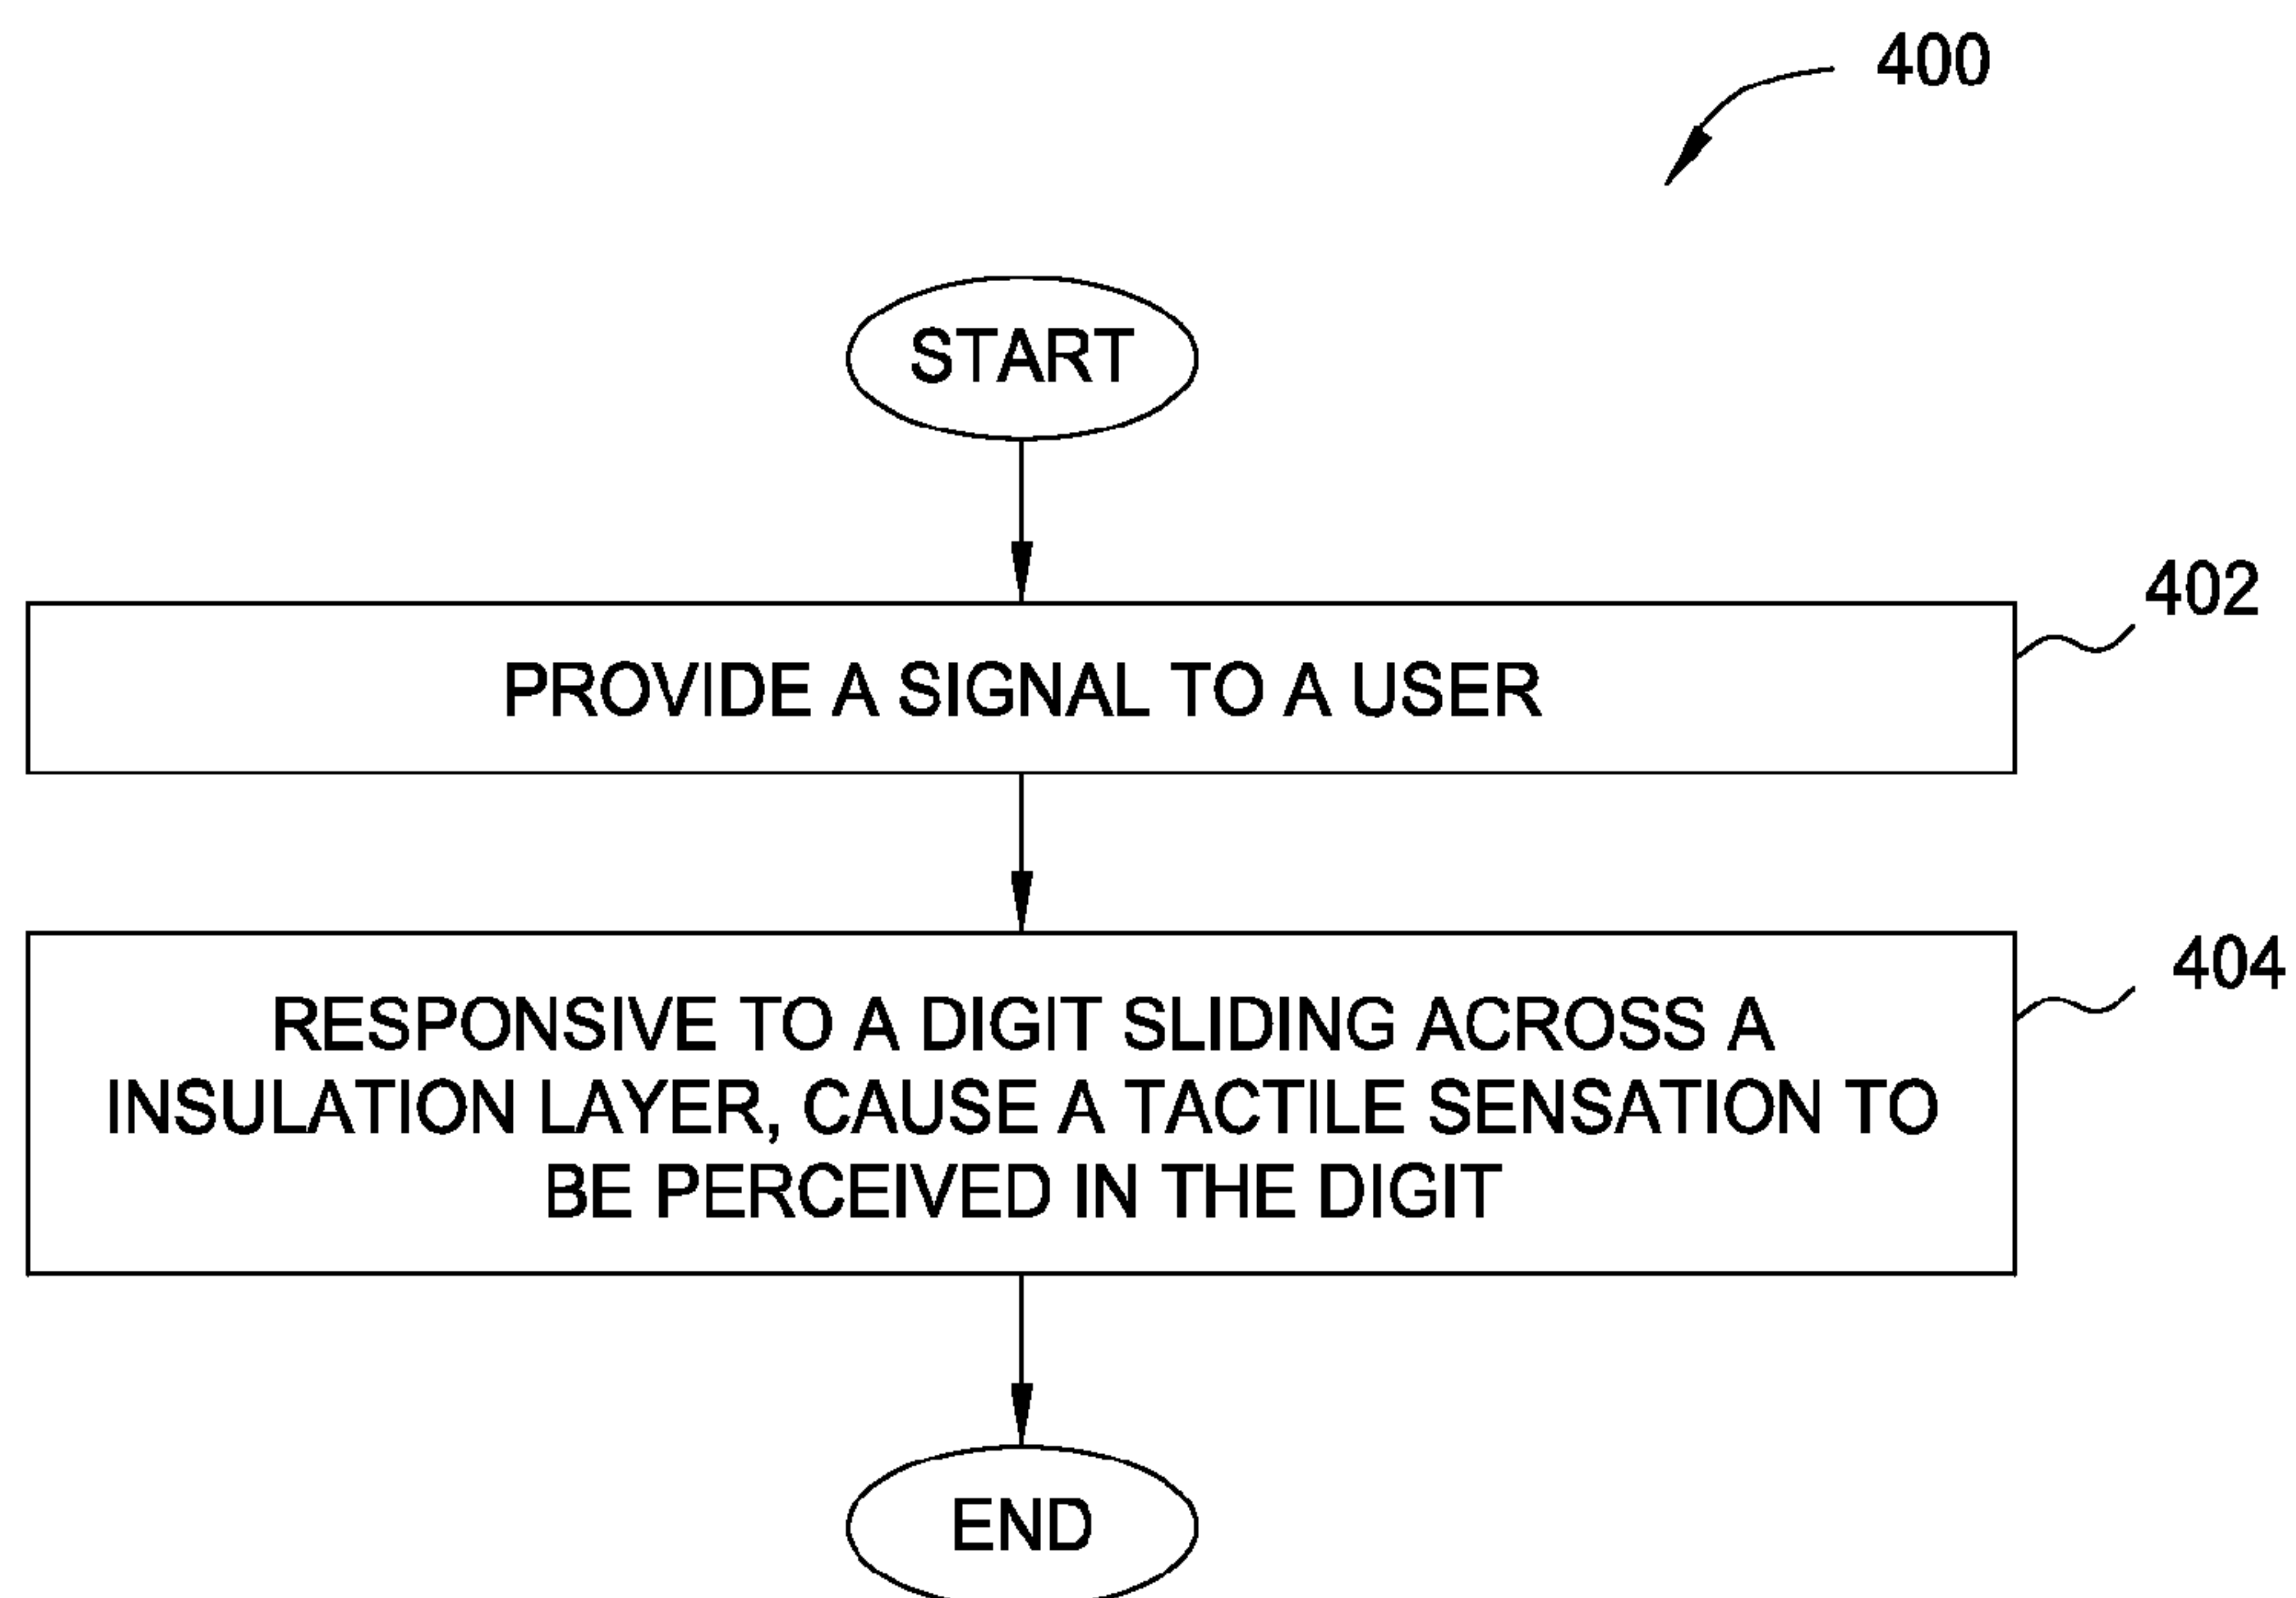 400
START
402
PROVIDE A SIGNAL TO A USER
404
RESPONSIVE TO A DIGIT SLIDING ACROSS A
INSULATION LAYER, CAUSE A TACTILE SENSATION TO
BE PERCEIVED IN THE DIGIT
END